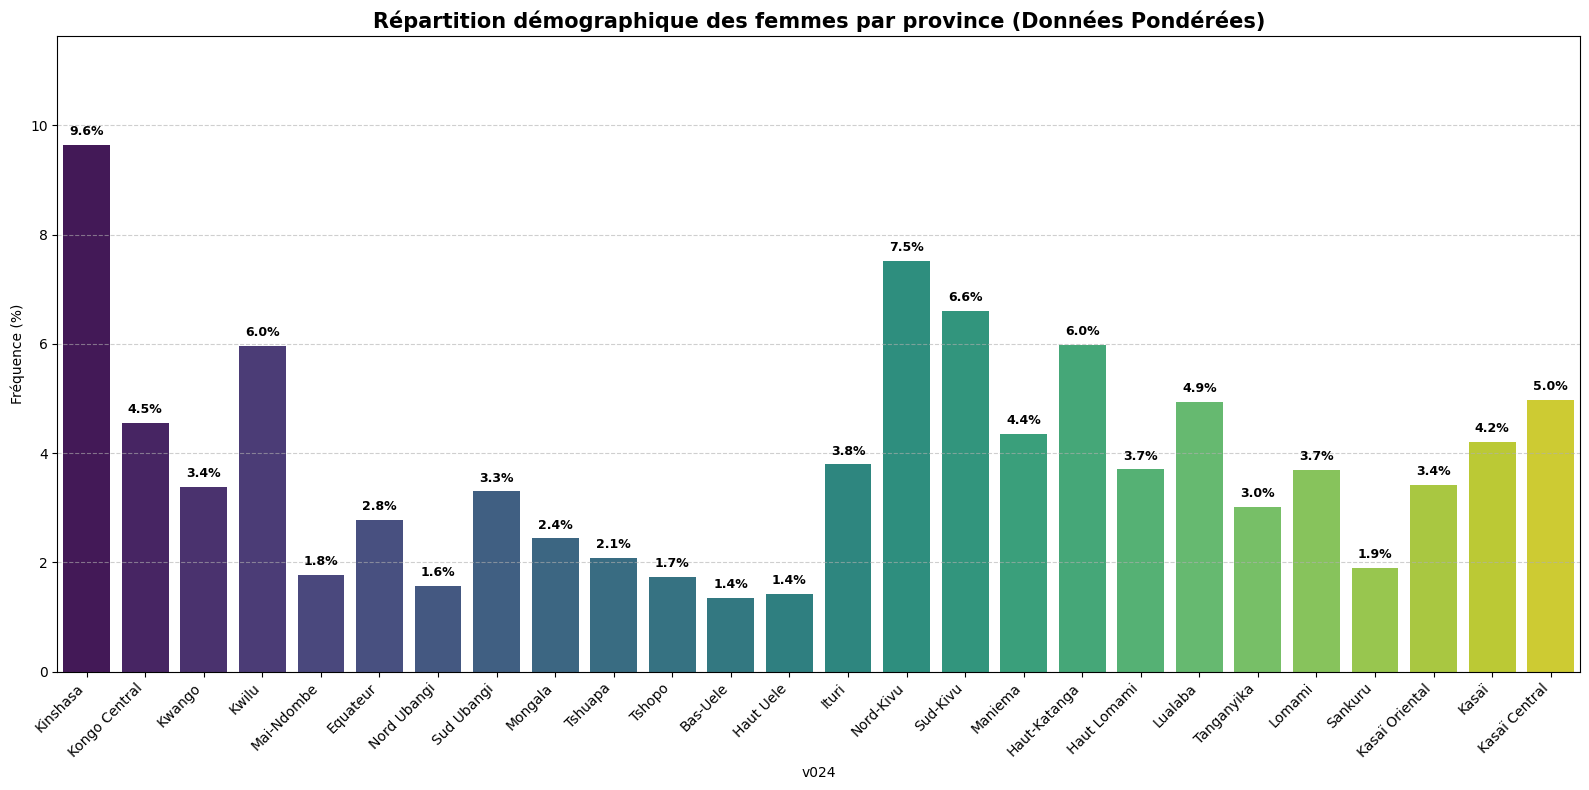 Répartition démographique des femmes par province (Données Pondérées)
Fréquence (%)
10
8
6
4
2
0
9.6%
4.5%
3.4%
6.0%
1.8%
2.8%
1.6%
3.3%
2.4%
2.1%
1.7%
1.4%
1.4%
3.8%
7.5%
6.6%
4.4%
6.0%
3.7%
4.9%
3.0%
3.7%
1.9%
3.4%
4.2%
5.0%
Kinshasa
Kongo Central
Kwango
Kwilu
Mai-Ndombe
Equateur
Nord Ubangi
Sud Ubangi
Mongala
Tshuapa
Tshopo
Bas-Uele
Haut Uele
Ituri
Nord-Kivu
Sud-Kivu
Maniema
Haut-Katanga
Haut Lomami
Lualaba
Tanganyika
Lomami
Sankuru
Kasaï Oriental
Kasaï
Kasaï Central
v024